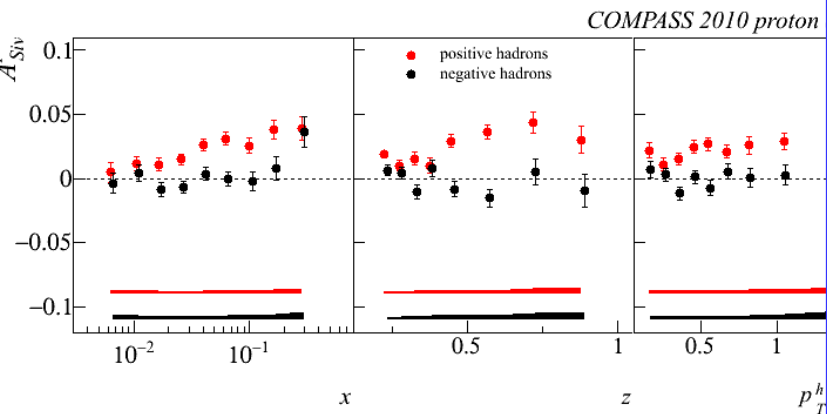 COMPASS 2010 proton
A_Siv
0.1
0.05
0
−0.05
−0.1
positive hadrons
negative hadrons
10⁻² 10⁻¹ 0.5 1 0.5 1
x z p_T^h